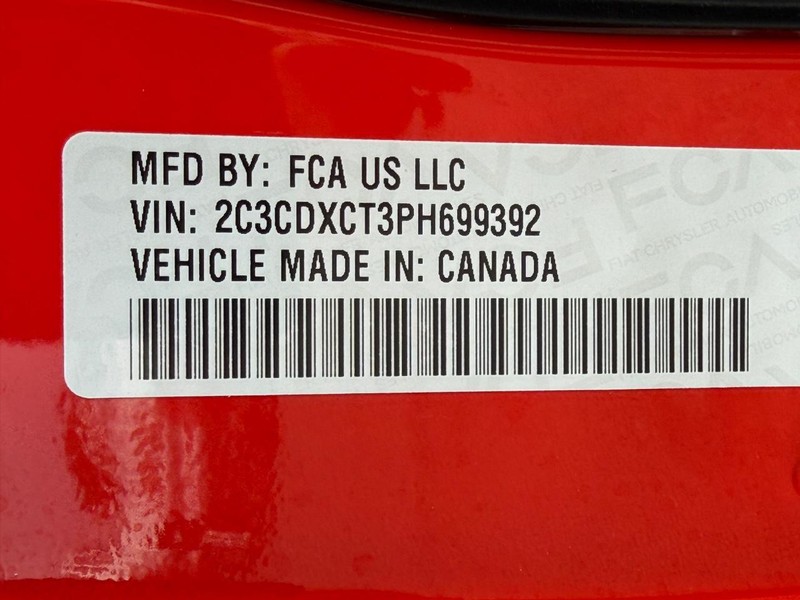 MFD BY: FCA US LLC
VIN: 2C3CDXCT3PH699392
VEHICLE MADE IN: CANADA